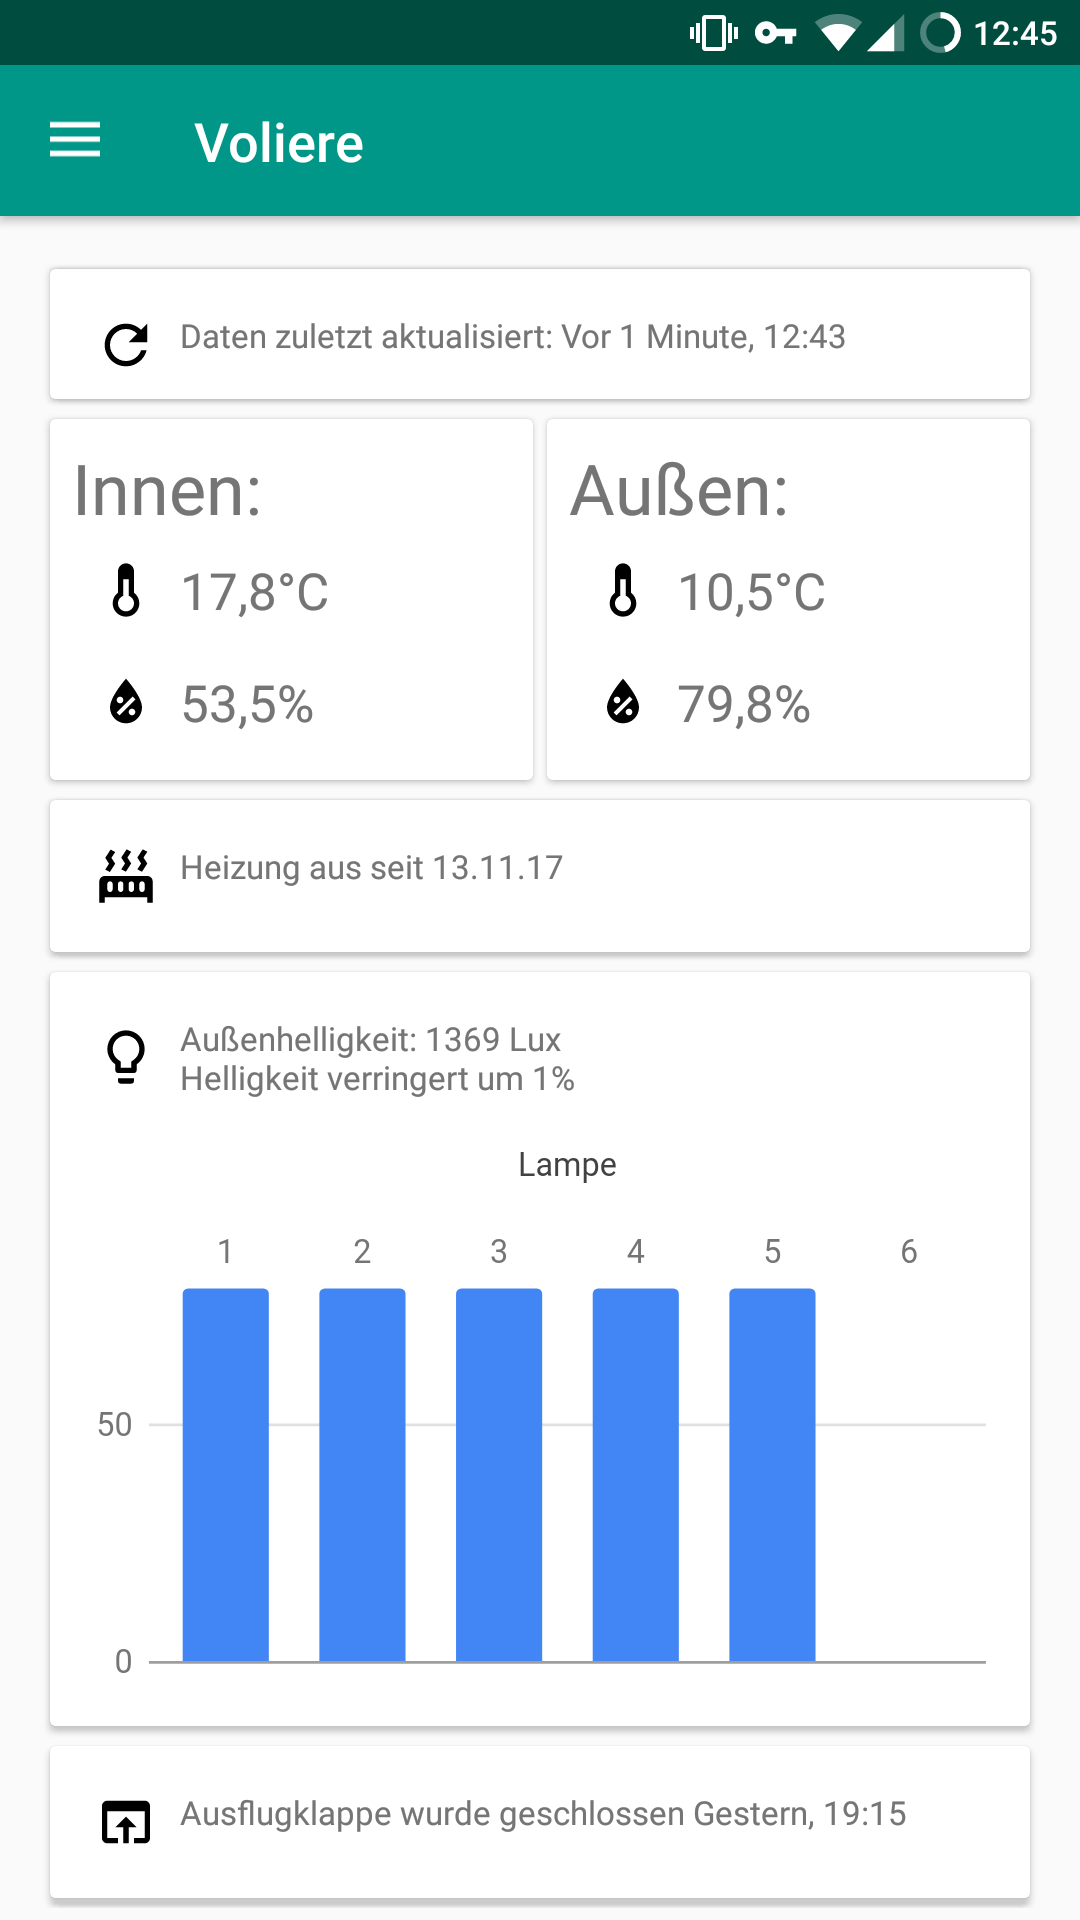 12:45
Voliere
Daten zuletzt aktualisiert: Vor 1 Minute, 12:43
Innen:
17,8°C
53,5%
Außen:
10,5°C
79,8%
Heizung aus seit 13.11.17
Außenhelligkeit: 1369 Lux
Helligkeit verringert um 1%
Lampe
1 2 3 4 5 6
50
0
Ausflugklappe wurde geschlossen Gestern, 19:15